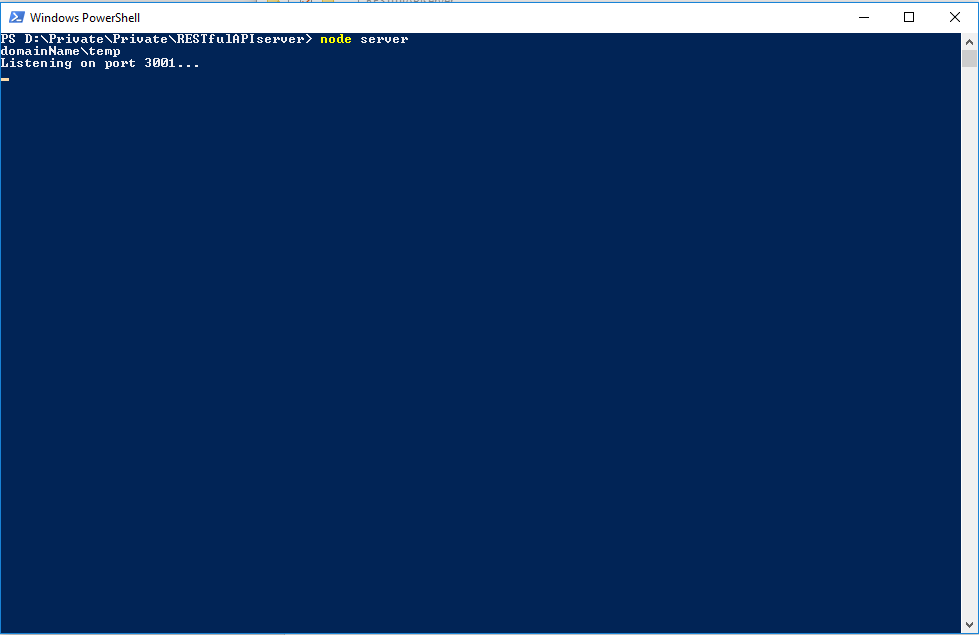 Windows PowerShell
PS D:\Private\Private\RESTfulAPIserver> node server
domainName\temp
Listening on port 3001...